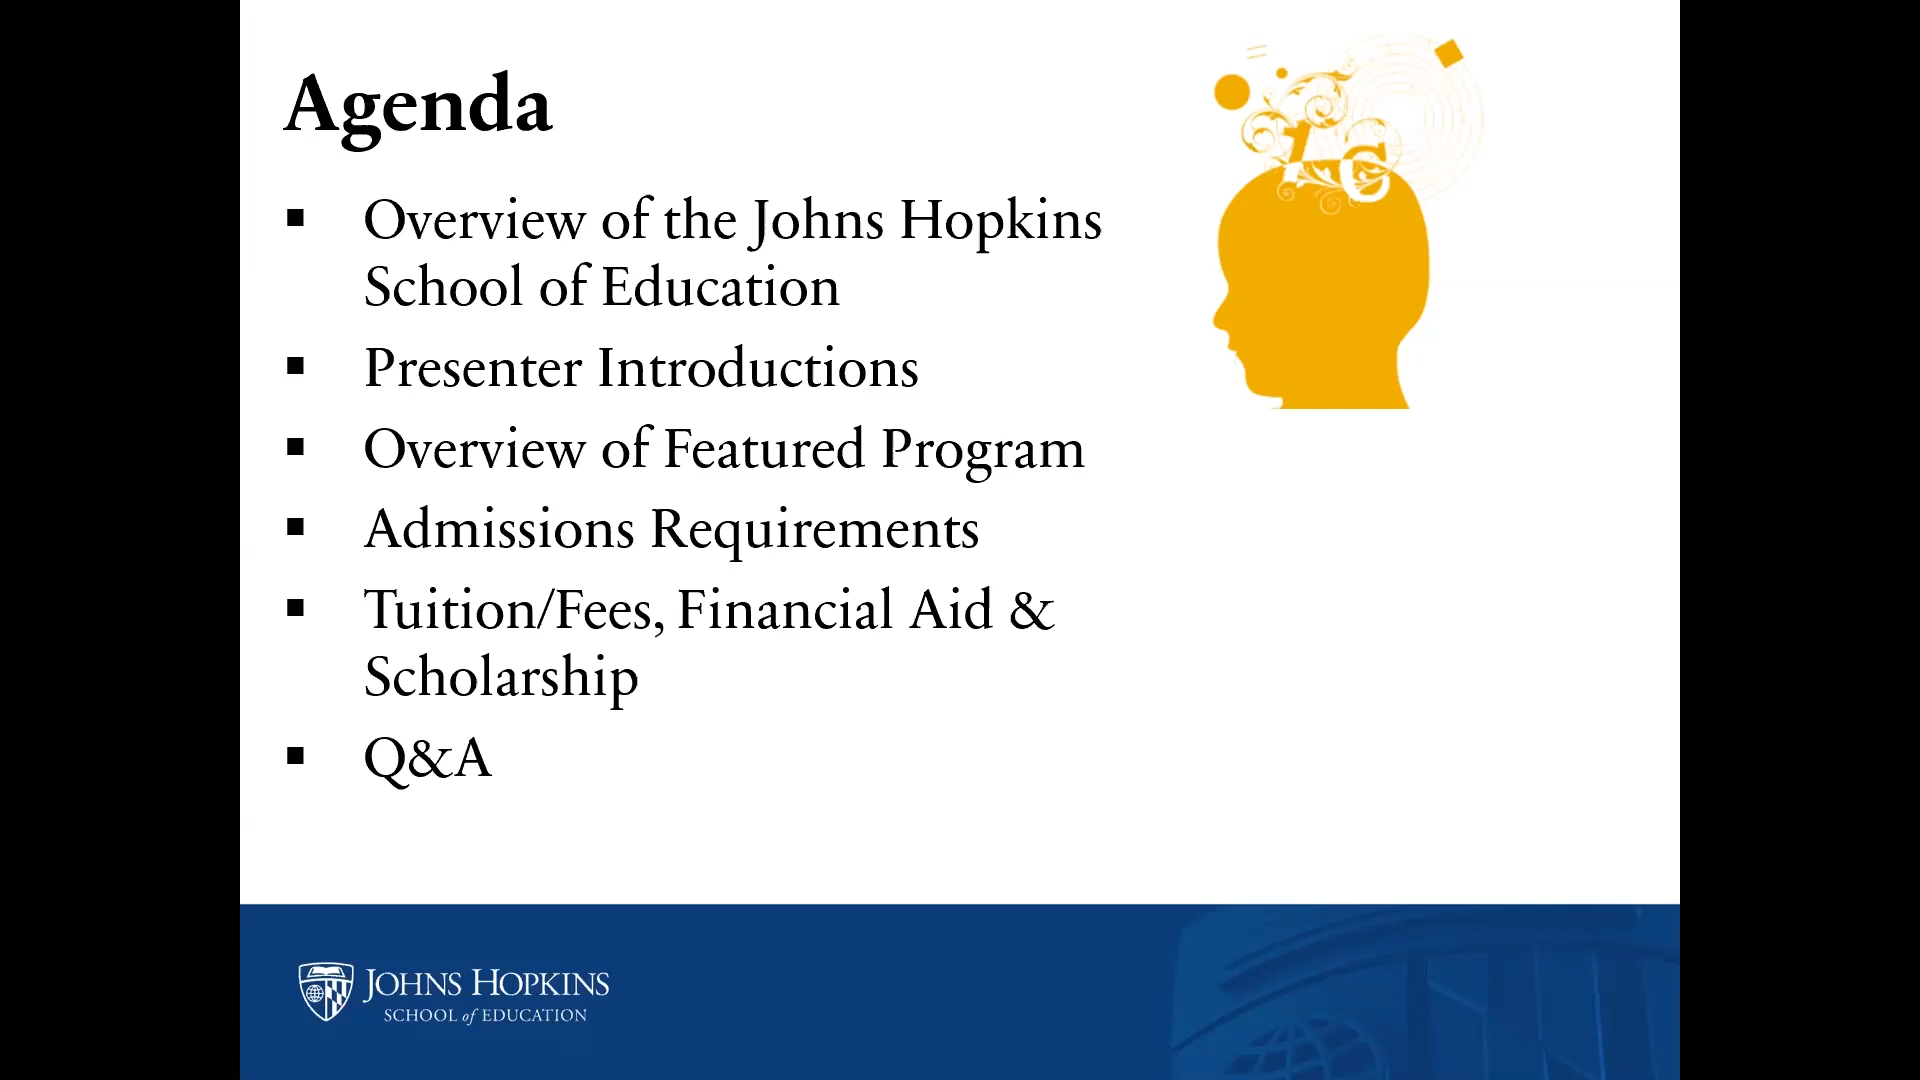 Agenda
▪ Overview of the Johns Hopkins
School of Education
▪ Presenter Introductions
▪ Overview of Featured Program
▪ Admissions Requirements
▪ Tuition/Fees, Financial Aid &
Scholarship
▪ Q&A
JOHNS HOPKINS
SCHOOL of EDUCATION